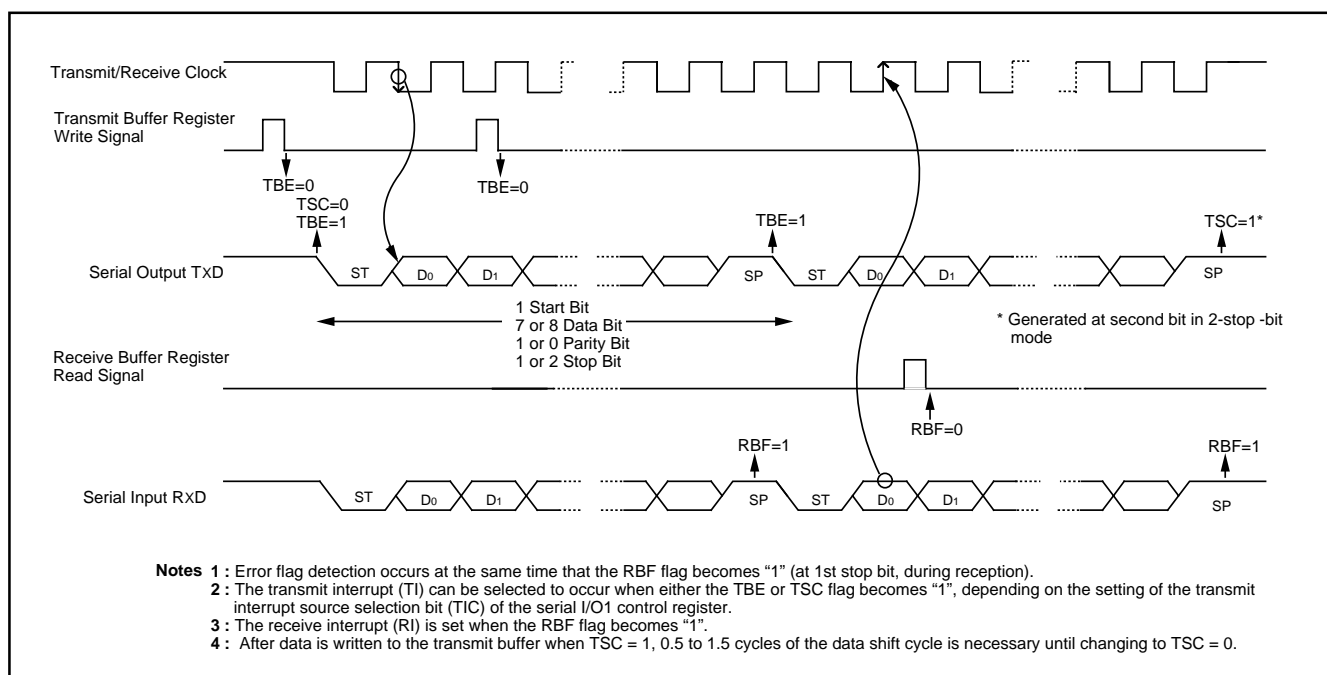 Transmit/Receive Clock
Transmit Buffer Register
Write Signal
TBE=0
TBE=0
TSC=0
TBE=1
TBE=1
TSC=1*
Serial Output TXD
ST
D0
D1
SP
ST
D0
D1
SP
1 Start Bit
7 or 8 Data Bit
1 or 0 Parity Bit
1 or 2 Stop Bit
* Generated at second bit in 2-stop -bit
mode
Receive Buffer Register
Read Signal
RBF=0
RBF=1
RBF=1
Serial Input RXD
ST
D0
D1
SP
ST
D0
D1
SP
Notes 1 : Error flag detection occurs at the same time that the RBF flag becomes “1” (at 1st stop bit, during reception).
2 : The transmit interrupt (TI) can be selected to occur when either the TBE or TSC flag becomes “1”, depending on the setting of the transmit
interrupt source selection bit (TIC) of the serial I/O1 control register.
3 : The receive interrupt (RI) is set when the RBF flag becomes “1”.
4 : After data is written to the transmit buffer when TSC = 1, 0.5 to 1.5 cycles of the data shift cycle is necessary until changing to TSC = 0.